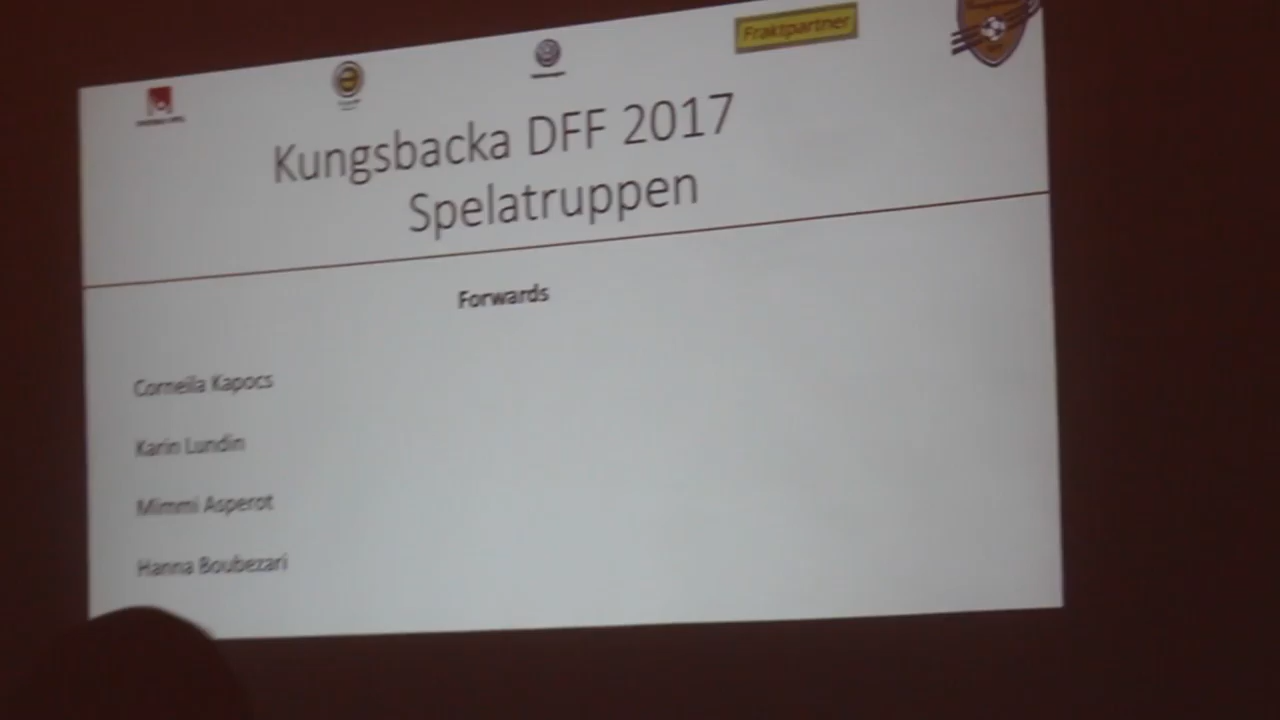 Fraktpartner
Kungsbacka DFF 2017
Spelatruppen
Forwards
Cornelia Kapocs
Karin Lundin
Mimmi Asperot
Hanna Boubezari